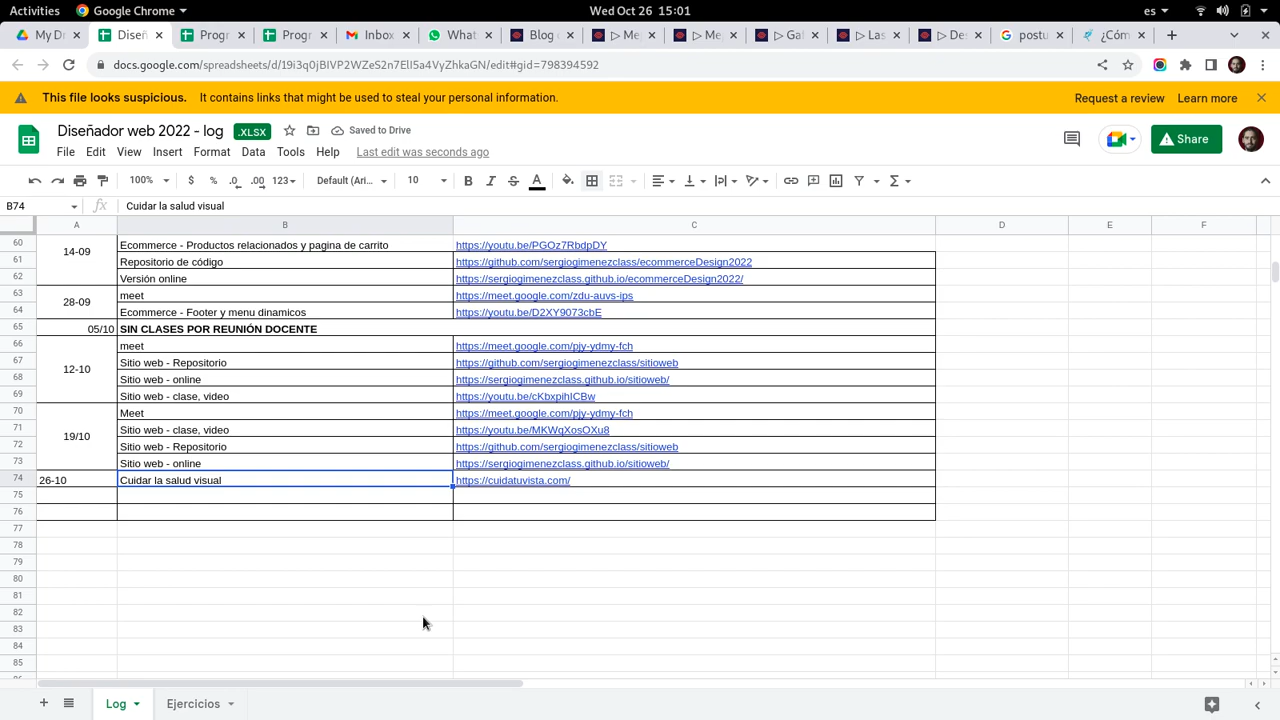 Activities Google Chrome Wed Oct 26 15:01 es
My D Diseñ Progr Progr Inbox What Blog Me Me Ga Las Des postu ¿Cóm
docs.google.com/spreadsheets/d/19i3q0jBIVP2WZeS2n7ElI5a4VyZhkaGN/edit#gid=798394592
This file looks suspicious. It contains links that might be used to steal your personal information. Request a review Learn more
Diseñador web 2022 - log .XLSX Saved to Drive Share
File Edit View Insert Format Data Tools Help Last edit was seconds ago
100% $ % .0 .00 123 Default (Ari... 10 B I S A
B74 fx Cuidar la salud visual
A B C D E F
60 14-09 Ecommerce - Productos relacionados y pagina de carrito https://youtu.be/PGOz7RbdpDY
61 Repositorio de código https://github.com/sergiogimenezclass/ecommerceDesign2022
62 Versión online https://sergiogimenezclass.github.io/ecommerceDesign2022/
63 28-09 meet https://meet.google.com/zdu-auvs-ips
64 Ecommerce - Footer y menu dinamicos https://youtu.be/D2XY9073cbE
65 05/10 SIN CLASES POR REUNIÓN DOCENTE
66 12-10 meet https://meet.google.com/pjy-ydmy-fch
67 Sitio web - Repositorio https://github.com/sergiogimenezclass/sitioweb
68 Sitio web - online https://sergiogimenezclass.github.io/sitioweb/
69 Sitio web - clase, video https://youtu.be/cKbxpihICBw
70 19/10 Meet https://meet.google.com/pjy-ydmy-fch
71 Sitio web - clase, video https://youtu.be/MKWqXosOXu8
72 Sitio web - Repositorio https://github.com/sergiogimenezclass/sitioweb
73 Sitio web - online https://sergiogimenezclass.github.io/sitioweb/
74 26-10 Cuidar la salud visual https://cuidatuvista.com/
75
76
77
78
79
80
81
82
83
84
85
Log Ejercicios